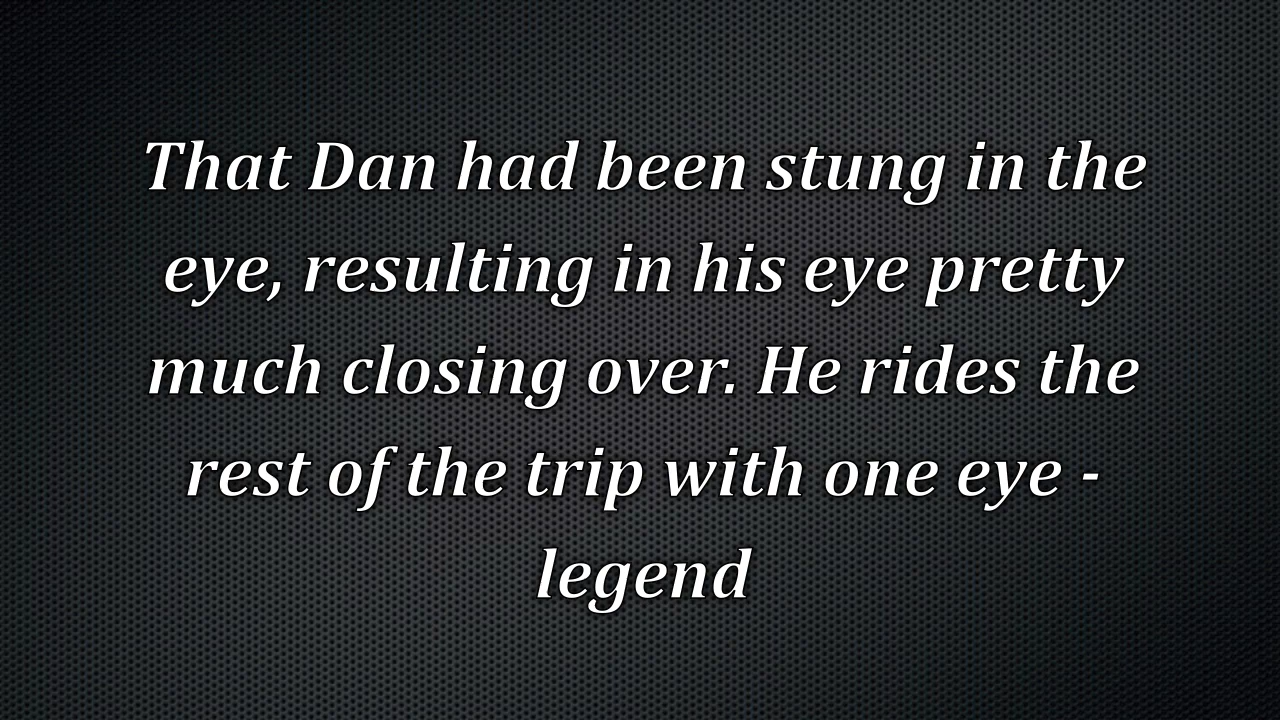 That Dan had been stung in the
eye, resulting in his eye pretty
much closing over. He rides the
rest of the trip with one eye -
legend